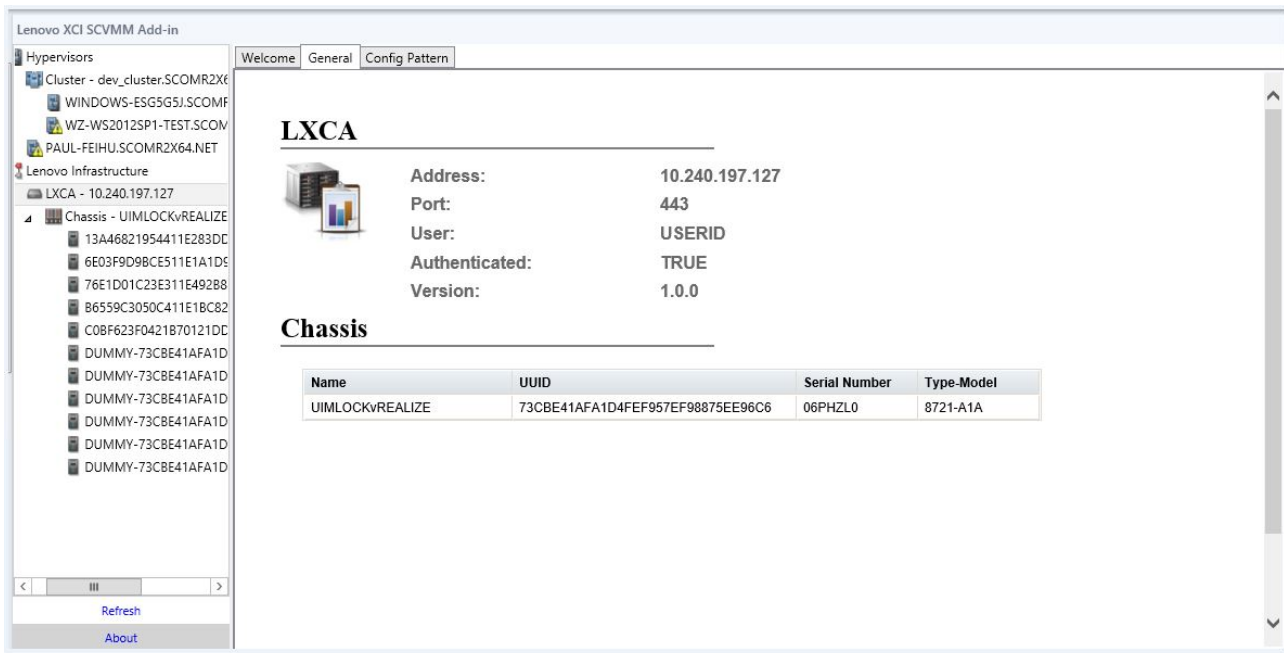 Lenovo XCI SCVMM Add-in
Hypervisors
Cluster - dev_cluster.SCOMR2X6
WINDOWS-ESG5G5J.SCOMF
WZ-WS2012SP1-TEST.SCOM
PAUL-FEIHU.SCOMR2X64.NET
Lenovo Infrastructure
LXCA - 10.240.197.127
Chassis - UIMLOCKvREALIZE
13A46821954411E283DD
6E03F9D9BCE511E1A1D9
76E1D01C23E311E492B8
B6559C3050C411E1BC82
C0BF623F0421B70121DD
DUMMY-73CBE41AFA1D
DUMMY-73CBE41AFA1D
DUMMY-73CBE41AFA1D
DUMMY-73CBE41AFA1D
DUMMY-73CBE41AFA1D
DUMMY-73CBE41AFA1D
Refresh
About
Welcome General Config Pattern
LXCA
Address: 10.240.197.127
Port: 443
User: USERID
Authenticated: TRUE
Version: 1.0.0
Chassis
Name UUID Serial Number Type-Model
UIMLOCKvREALIZE 73CBE41AFA1D4FEF957EF98875EE96C6 06PHZL0 8721-A1A